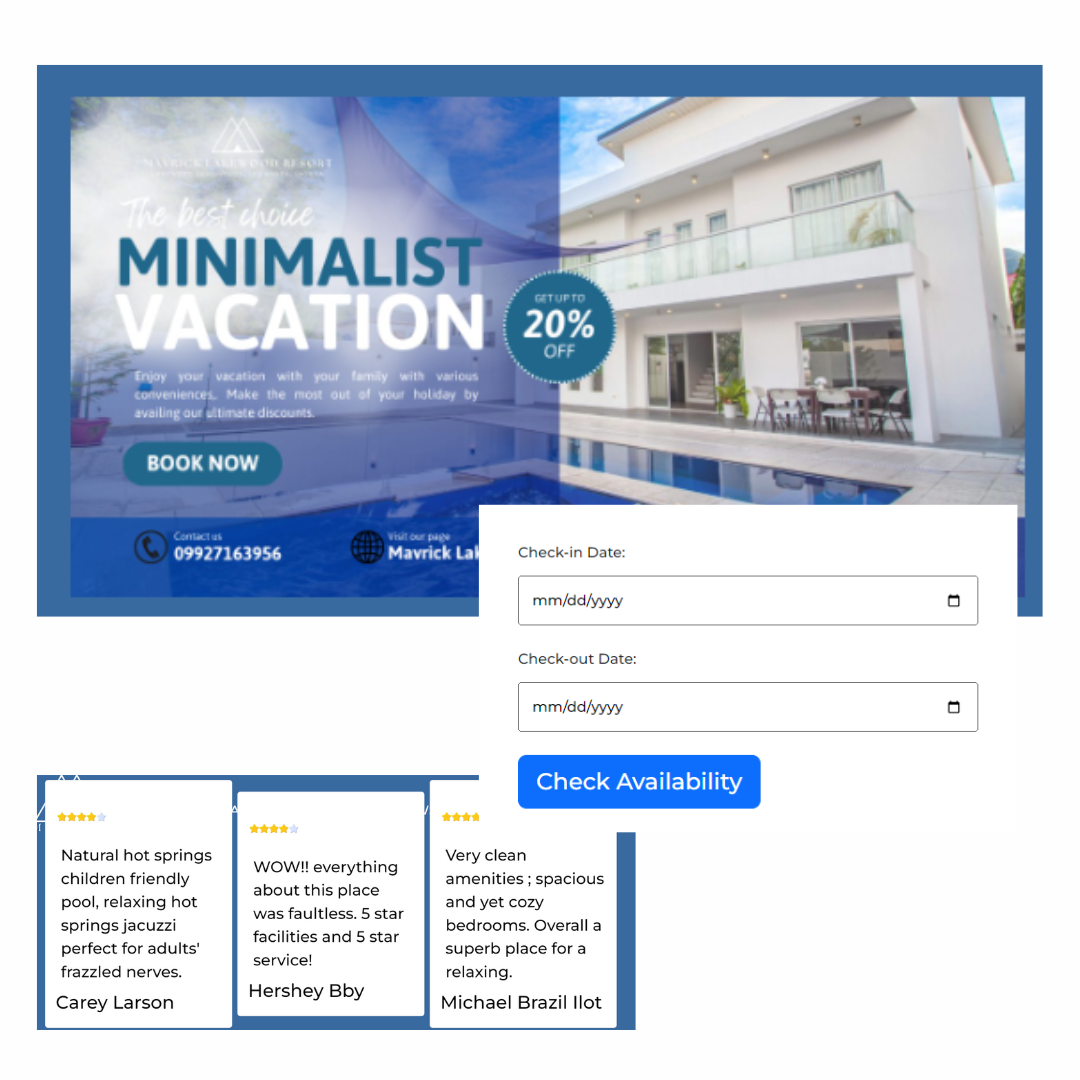 MAVRICK LAKEWOOD RESORT
The best choice
MINIMALIST
VACATION
GET UP TO
20%
OFF
Enjoy your vacation with your family with various
conveniences. Make the most out of your holiday by
availing our ultimate discounts.
BOOK NOW
Contact us
09927163956
Visit our page
Mavrick Lak
Check-in Date:
mm/dd/yyyy
Check-out Date:
mm/dd/yyyy
Check Availability
Natural hot springs
children friendly
pool, relaxing hot
springs jacuzzi
perfect for adults'
frazzled nerves.
Carey Larson
WOW!! everything
about this place
was faultless. 5 star
facilities and 5 star
service!
Hershey Bby
Very clean
amenities ; spacious
and yet cozy
bedrooms. Overall a
superb place for a
relaxing.
Michael Brazil Ilot